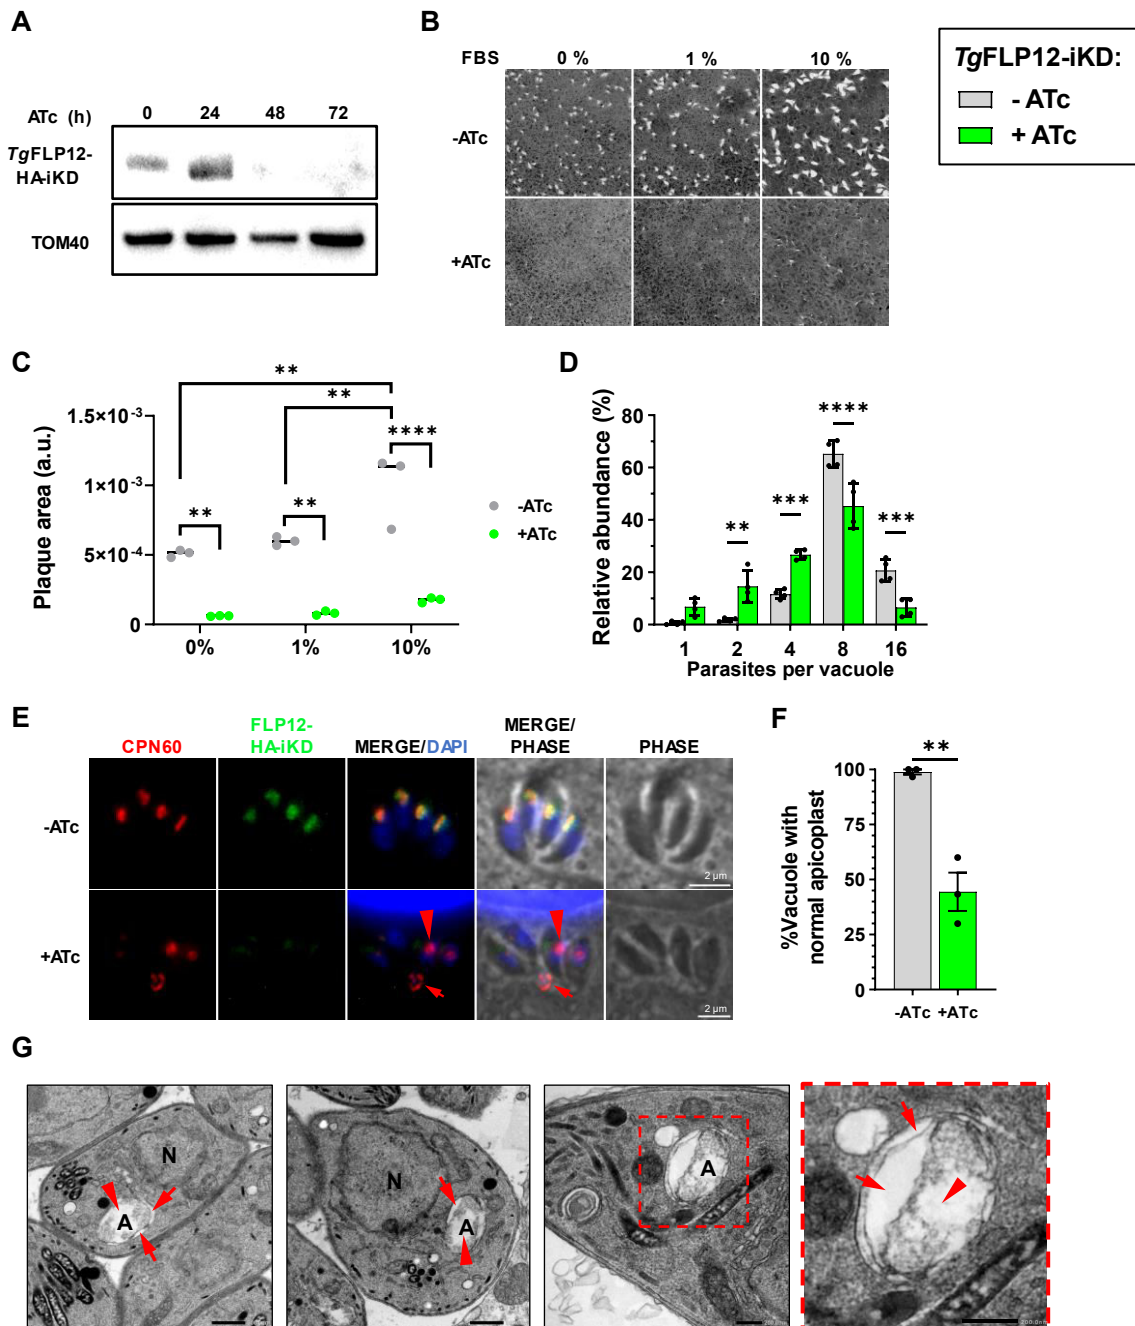 A
ATc (h) 0 24 48 72
TgFLP12-
HA-iKD
TOM40
B
FBS 0 % 1 % 10 %
-ATc
+ATc
TgFLP12-iKD:
- ATc
+ ATc
C
Plaque area (a.u.)
1.5×10-3
1×10-3
5×10-4
0
0% 1% 10%
** ** **** ** **
-ATc
+ATc
D
Relative abundance (%)
80
60
40
20
0
** *** **** ***
1 2 4 8 16
Parasites per vacuole
E
CPN60
FLP12-
HA-iKD
MERGE/DAPI
MERGE/
PHASE
PHASE
-ATc
2 µm
+ATc
2 µm
F
**
%Vacuole with
normal apicoplast
100
75
50
25
0
-ATc +ATc
G
N
A
N
A
A